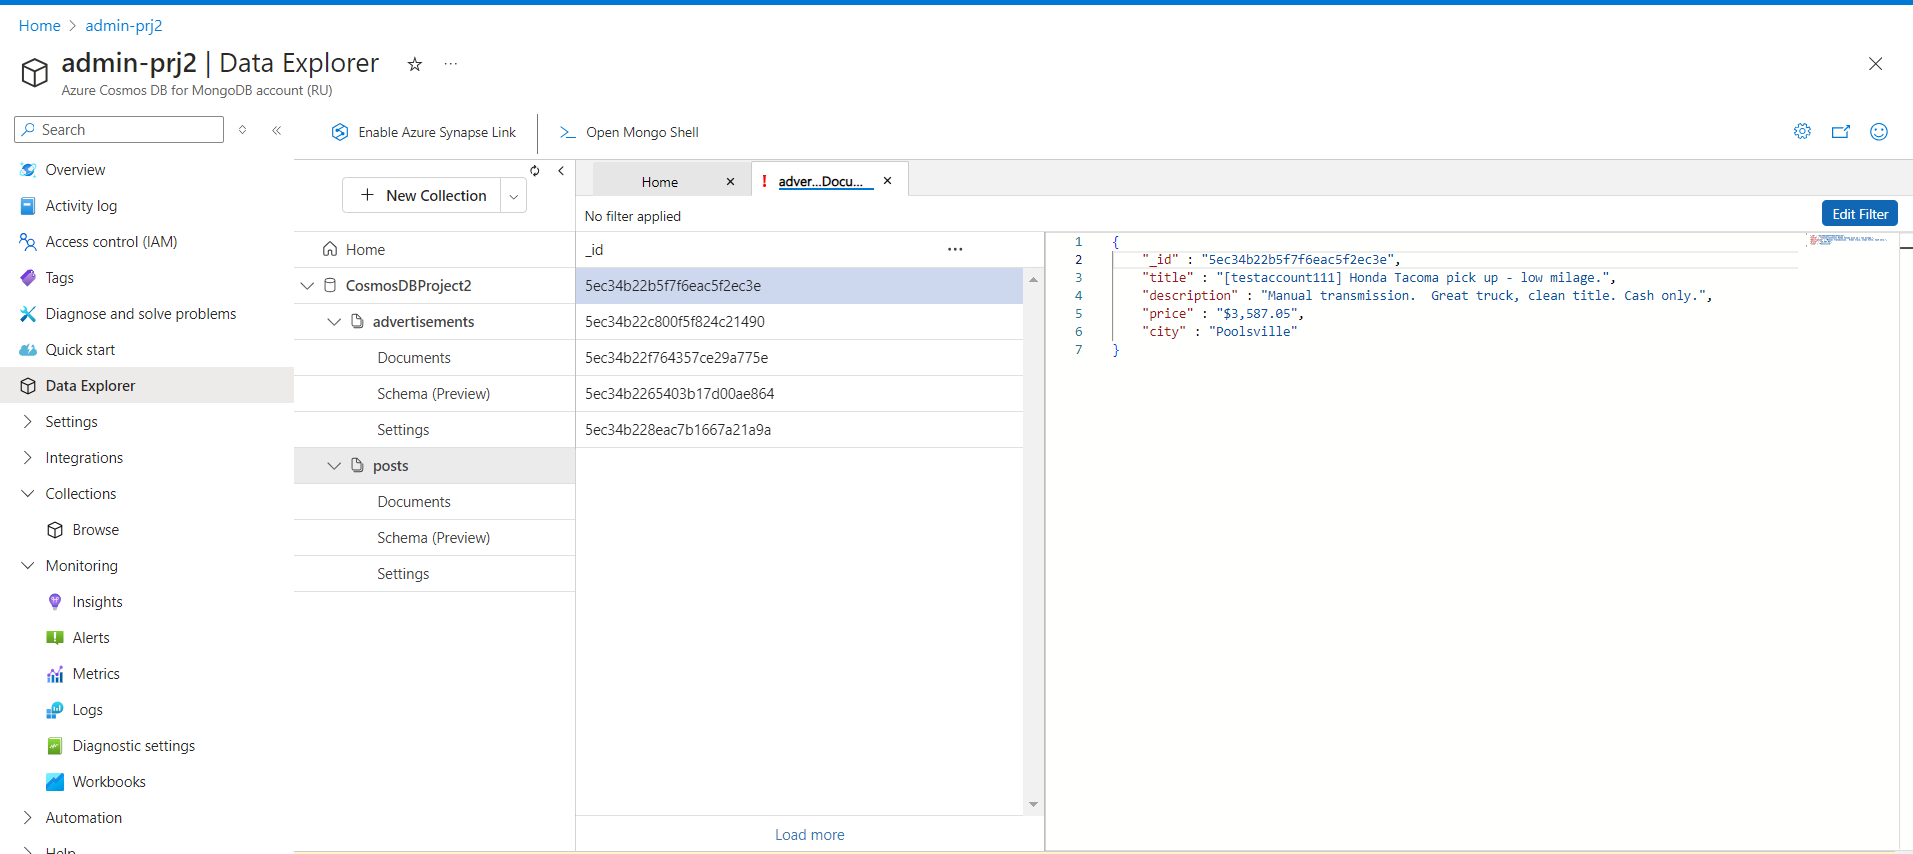 Home > admin-prj2
admin-prj2 | Data Explorer
Azure Cosmos DB for MongoDB account (RU)
Search
Overview
Activity log
Access control (IAM)
Tags
Diagnose and solve problems
Quick start
Data Explorer
Settings
Integrations
Collections
Browse
Monitoring
Insights
Alerts
Metrics
Logs
Diagnostic settings
Workbooks
Automation
Help
Enable Azure Synapse Link
Open Mongo Shell
New Collection
Home
CosmosDBProject2
advertisements
Documents
Schema (Preview)
Settings
posts
Documents
Schema (Preview)
Settings
Home
! adver...Docu...
No filter applied
Edit Filter
_id
5ec34b22b5f7f6eac5f2ec3e
5ec34b22c800f5f824c21490
5ec34b22f764357ce29a775e
5ec34b2265403b17d00ae864
5ec34b228eac7b1667a21a9a
Load more
1 {
2 "_id" : "5ec34b22b5f7f6eac5f2ec3e",
3 "title" : "[testaccount111] Honda Tacoma pick up - low milage.",
4 "description" : "Manual transmission.  Great truck, clean title. Cash only.",
5 "price" : "$3,587.05",
6 "city" : "Poolsville"
7 }